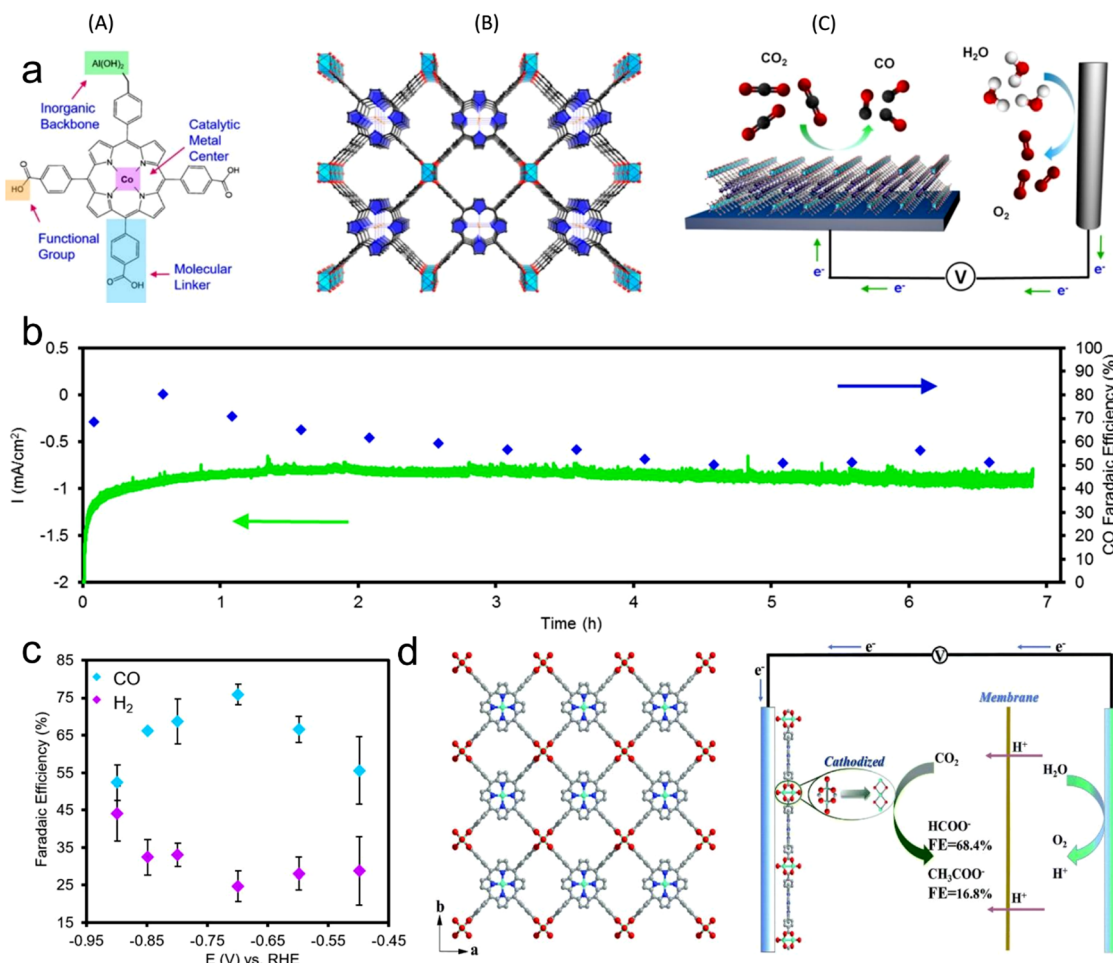 (A)
(B)
(C)
a
Al(OH)₂
Inorganic
Backbone
Catalytic
Metal
Center
N
N
N
N
Co
O
HO
O
OH
Functional
Group
O
OH
Molecular
Linker
CO₂
CO
H₂O
O₂
e⁻
e⁻
V
e⁻
e⁻
b
0.5
0
-0.5
-1
-1.5
-2
I (mA/cm²)
100
90
80
70
60
50
40
30
20
10
0
CO Faradaic Efficiency (%)
0 1 2 3 4 5 6 7
Time (h)
c
85
75
65
55
45
35
25
15
Faradaic Efficiency (%)
CO
H₂
-0.95 -0.85 -0.75 -0.65 -0.55 -0.45
E (V) vs. RHE
d
b
a
e⁻
e⁻
V
e⁻
e⁻
Membrane
Cathodized
CO₂
H⁺
H₂O
HCOO⁻
FE=68.4%
O₂
CH₃COO⁻
H⁺
FE=16.8%
H⁺